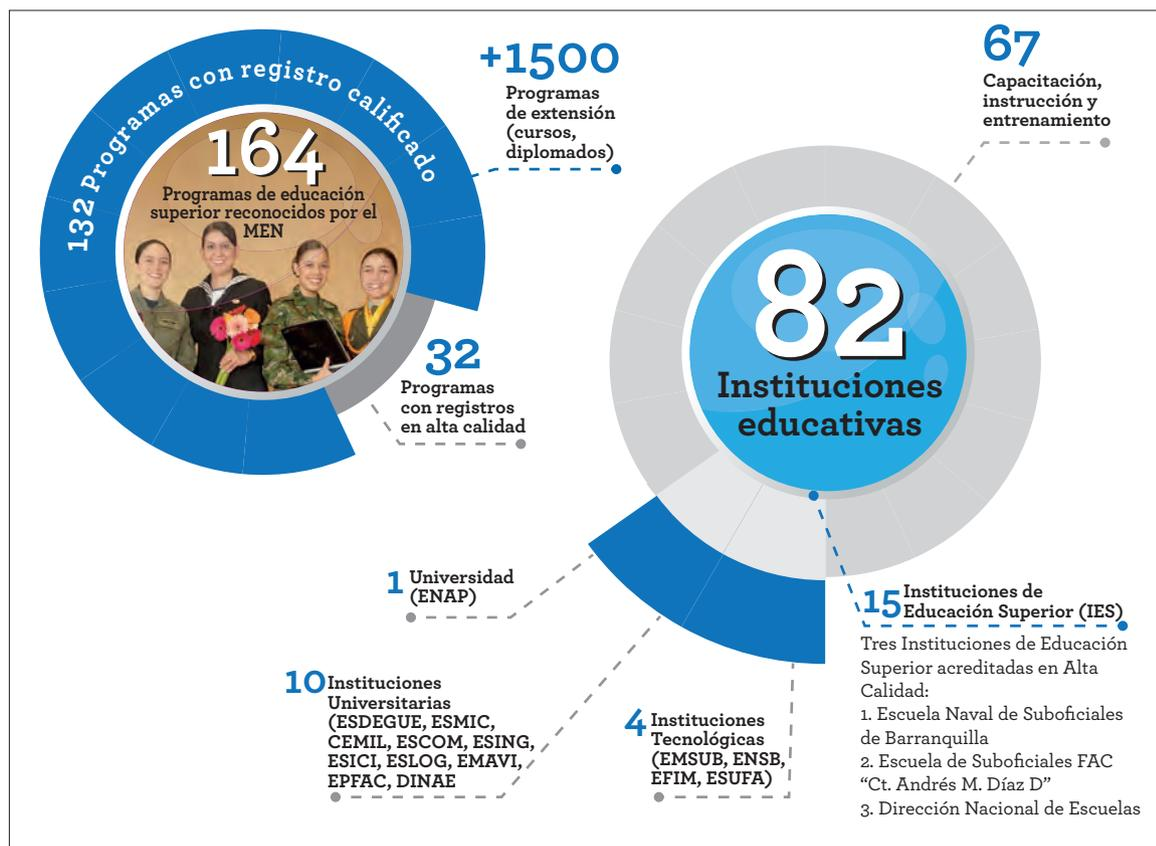 132 Programas con registro calificado
164
Programas de educación
superior reconocidos por el
MEN
+1500
Programas
de extensión
(cursos,
diplomados)
32
Programas
con registros
en alta calidad
67
Capacitación,
instrucción y
entrenamiento
82
Instituciones
educativas
1 Universidad
(ENAP)
10 Instituciones
Universitarias
(ESDEGUE, ESMIC,
CEMIL, ESCOM, ESING,
ESICI, ESLOG, EMAVI,
EPFAC, DINAE
4 Instituciones
Tecnológicas
(EMSUB, ENSB,
EFIM, ESUFA)
15 Instituciones de
Educación Superior (IES)
Tres Instituciones de Educación
Superior acreditadas en Alta
Calidad:
1. Escuela Naval de Suboficiales
de Barranquilla
2. Escuela de Suboficiales FAC
“Ct. Andrés M. Díaz D”
3. Dirección Nacional de Escuelas